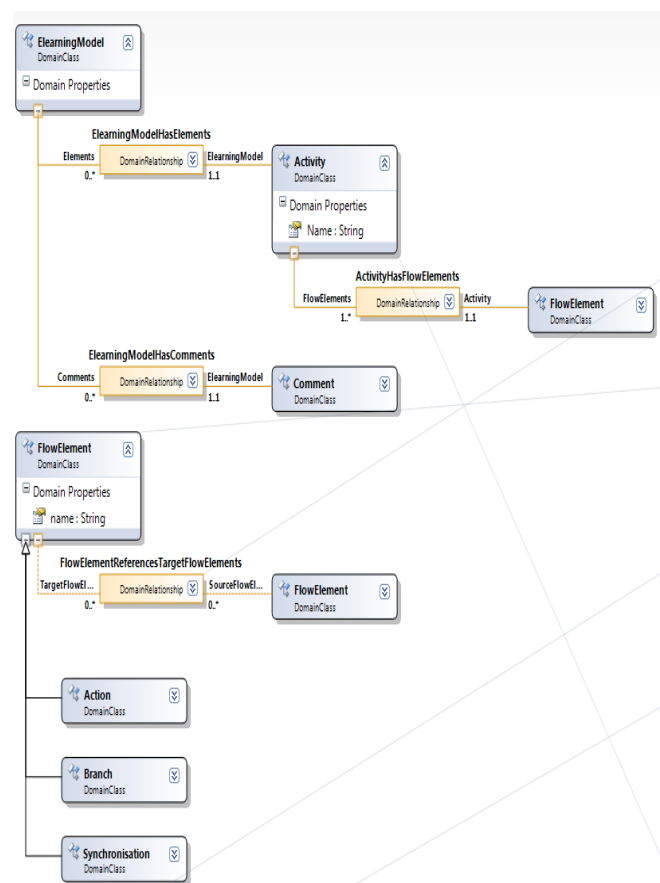 ElearningModel
DomainClass
Domain Properties
ElearningModelHasElements
Elements DomainRelationship ElearningModel
0..* 1..1
Activity
DomainClass
Domain Properties
Name : String
ActivityHasFlowElements
FlowElements DomainRelationship Activity
1..* 1..1
FlowElement
DomainClass
ElearningModelHasComments
Comments DomainRelationship ElearningModel
0..* 1..1
Comment
DomainClass
FlowElement
DomainClass
Domain Properties
name : String
FlowElementReferencesTargetFlowElements
TargetFlowEl... DomainRelationship SourceFlowEl...
0..* 0..*
FlowElement
DomainClass
Action
DomainClass
Branch
DomainClass
Synchronisation
DomainClass